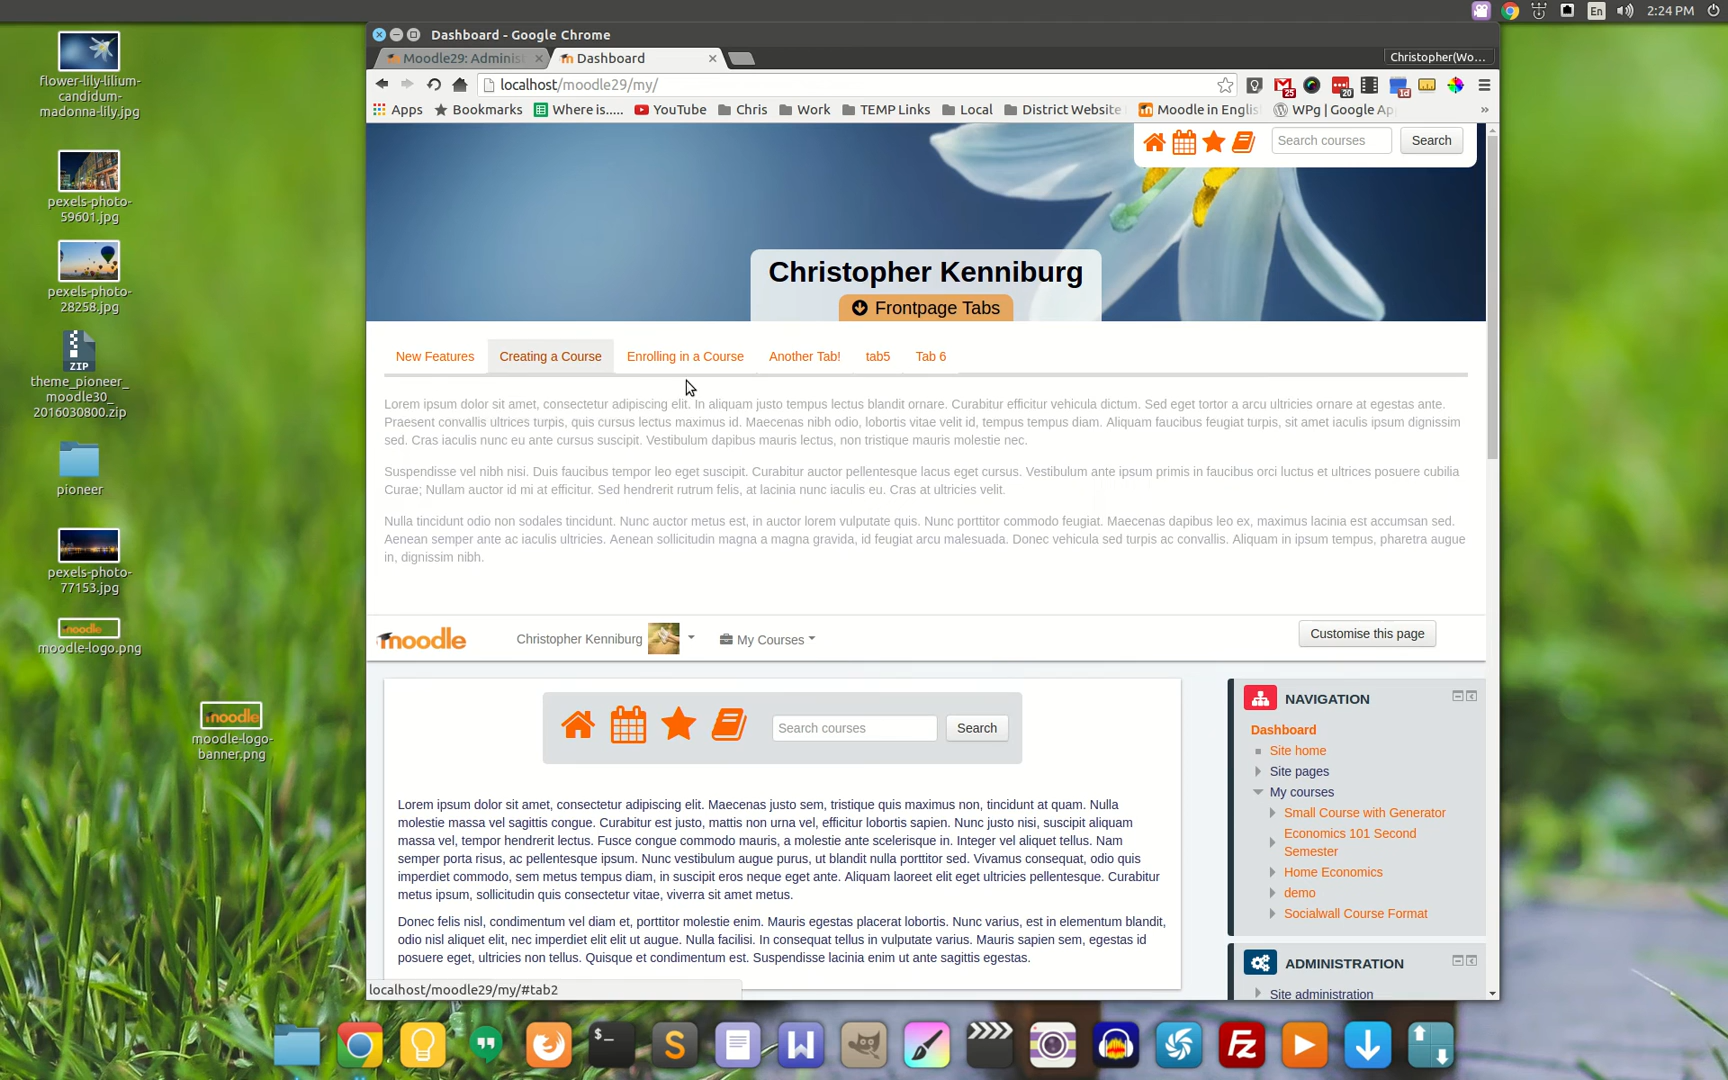 En
2:24 PM
Dashboard - Google Chrome
Moodle29: Administ
Dashboard
Christopher(Wo...
localhost/moodle29/my/
25
20
1d
Apps
Bookmarks
Where is.....
YouTube
Chris
Work
TEMP Links
Local
District Website
Moodle in Englis
WPg | Google Ap
»
Search courses
Search
Christopher Kenniburg
Frontpage Tabs
New Features
Creating a Course
Enrolling in a Course
Another Tab!
tab5
Tab 6
Lorem ipsum dolor sit amet, consectetur adipiscing elit. In aliquam justo tempus lectus blandit ornare. Curabitur efficitur vehicula dictum. Sed eget tortor a arcu ultricies ornare at egestas ante.
Praesent convallis ultrices turpis, quis cursus lectus maximus id. Maecenas nibh odio, lobortis vitae velit id, tempus tempus diam. Aliquam faucibus feugiat turpis, sit amet iaculis ipsum dignissim
sed. Cras iaculis nunc eu ante cursus suscipit. Vestibulum dapibus mauris lectus, non tristique mauris molestie nec.
Suspendisse vel nibh nisi. Duis faucibus tempor leo eget suscipit. Curabitur auctor pellentesque lacus eget cursus. Vestibulum ante ipsum primis in faucibus orci luctus et ultrices posuere cubilia
Curae; Nullam auctor id mi at efficitur. Sed hendrerit rutrum felis, at lacinia nunc iaculis eu. Cras at ultricies velit.
Nulla tincidunt odio non sodales tincidunt. Nunc auctor metus est, in auctor lorem vulputate quis. Nunc porttitor commodo feugiat. Maecenas dapibus leo ex, maximus lacinia est accumsan sed.
Aenean semper ante ac iaculis ultricies. Aenean sollicitudin magna a magna gravida, id feugiat arcu malesuada. Donec vehicula sed turpis ac convallis. Aliquam in ipsum tempus, pharetra augue
in, dignissim nibh.
moodle
Christopher Kenniburg
My Courses
Customise this page
Search courses
Search
Lorem ipsum dolor sit amet, consectetur adipiscing elit. Maecenas justo sem, tristique quis maximus non, tincidunt at quam. Nulla
molestie massa vel sagittis congue. Curabitur est justo, mattis non urna vel, efficitur lobortis sapien. Nunc justo nisi, suscipit aliquam
massa vel, tempor hendrerit lectus. Fusce congue commodo mauris, a molestie ante scelerisque in. Integer vel aliquet tellus. Nam
semper porta risus, ac pellentesque ipsum. Nunc vestibulum augue purus, ut blandit nulla porttitor sed. Vivamus consequat, odio quis
imperdiet commodo, sem metus tempus diam, in suscipit eros neque eget ante. Aliquam laoreet elit eget ultricies pellentesque. Curabitur
metus ipsum, sollicitudin quis consectetur vitae, viverra sit amet metus.
Donec felis nisl, condimentum vel diam et, porttitor molestie enim. Mauris egestas placerat lobortis. Nunc varius, est in elementum blandit,
odio nisl aliquet elit, nec imperdiet elit elit ut augue. Nulla facilisi. In consequat tellus in vulputate varius. Mauris sapien sem, egestas id
posuere eget, ultricies non tellus. Quisque et condimentum est. Suspendisse lacinia enim ut ante sagittis egestas.
localhost/moodle29/my/#tab2
NAVIGATION
Dashboard
Site home
Site pages
My courses
Small Course with Generator
Economics 101 Second
Semester
Home Economics
demo
Socialwall Course Format
ADMINISTRATION
Site administration
flower-lily-lilium-
candidum-
madonna-lily.jpg
pexels-photo-
59601.jpg
pexels-photo-
28258.jpg
ZIP
theme_pioneer_
moodle30_
2016030800.zip
pioneer
pexels-photo-
77153.jpg
moodle
moodle-logo.png
moodle
moodle-logo-
banner.png
>_
S
W
FZ